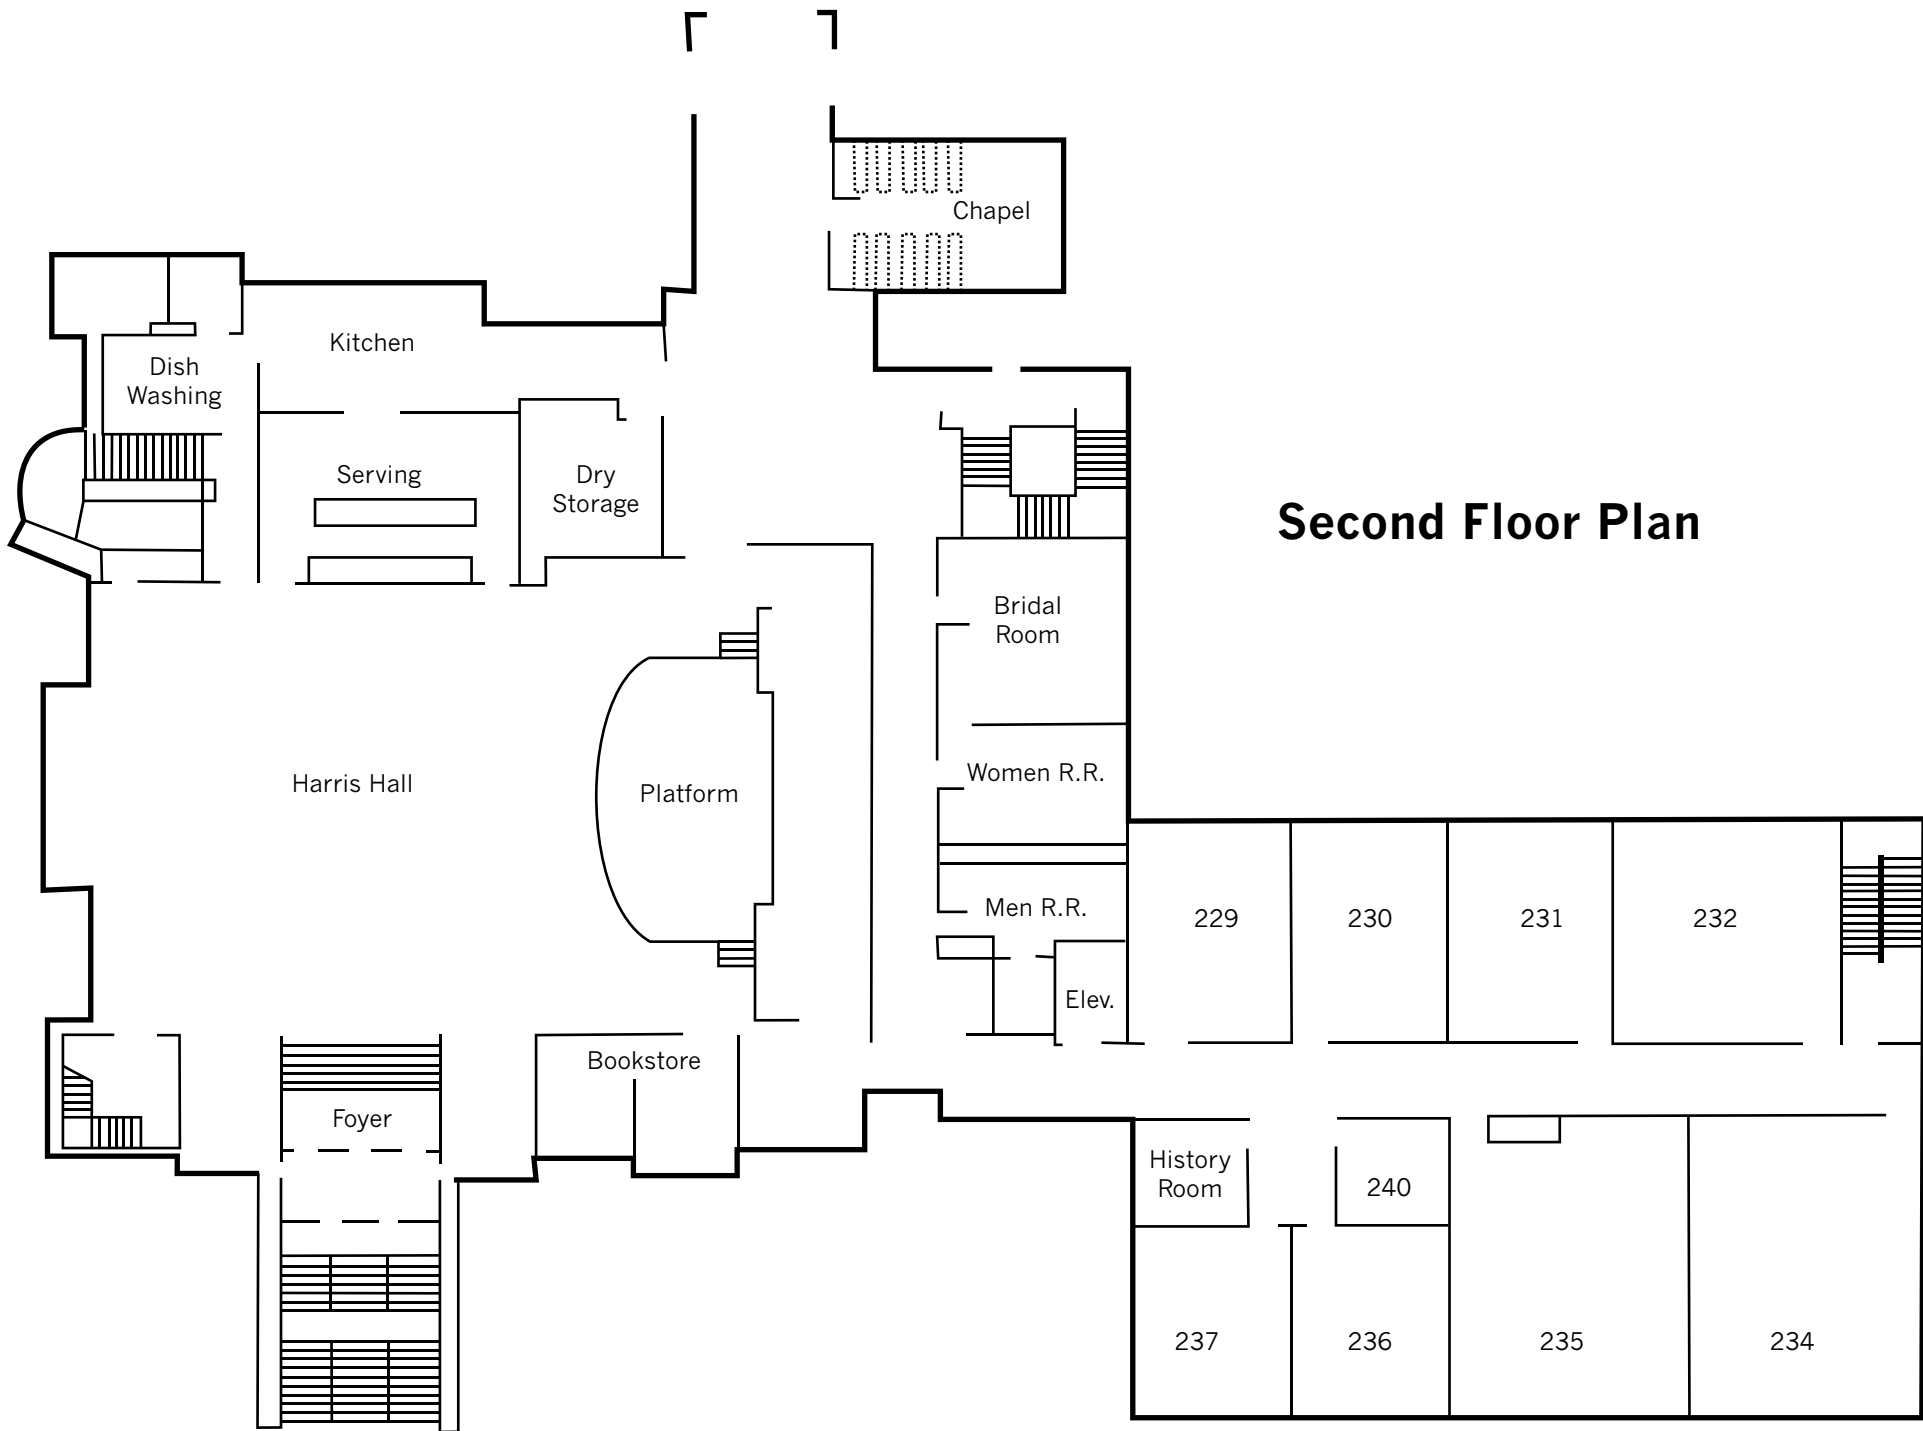 Chapel
Kitchen
Dish
Washing
Serving
Dry
Storage
Second Floor Plan
Bridal
Room
Women R.R.
Harris Hall
Platform
Men R.R.
229
230
231
232
Elev.
Bookstore
Foyer
History
Room
240
237
236
235
234